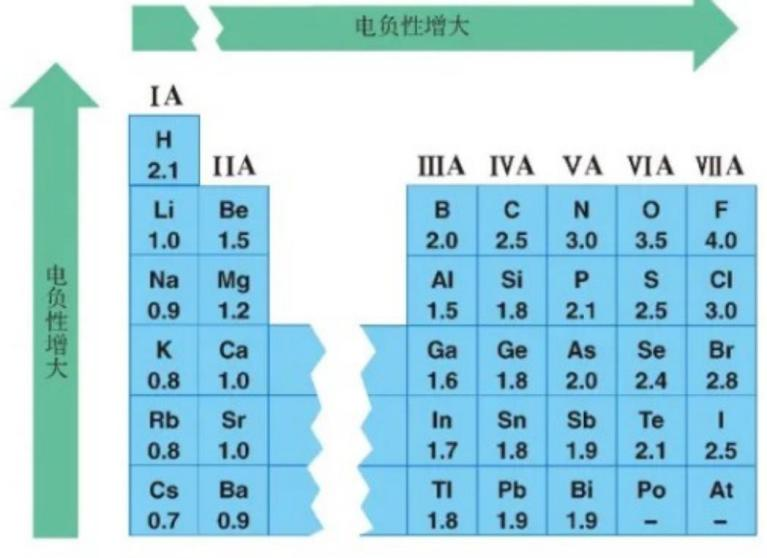 电负性增大
电负性增大
ⅠA
H
2.1
ⅡA ⅢA ⅣA ⅤA ⅥA ⅦA
Li Be B C N O F
1.0 1.5 2.0 2.5 3.0 3.5 4.0
Na Mg Al Si P S Cl
0.9 1.2 1.5 1.8 2.1 2.5 3.0
K Ca Ga Ge As Se Br
0.8 1.0 1.6 1.8 2.0 2.4 2.8
Rb Sr In Sn Sb Te I
0.8 1.0 1.7 1.8 1.9 2.1 2.5
Cs Ba Tl Pb Bi Po At
0.7 0.9 1.8 1.9 1.9 – –